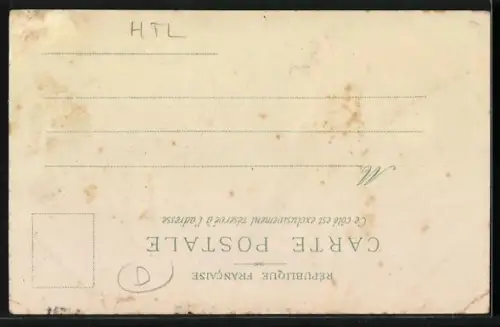 RÉPUBLIQUE FRANÇAISE
CARTE POSTALE
Ce côté est exclusivement réservé à l'adresse
M
HTL
D